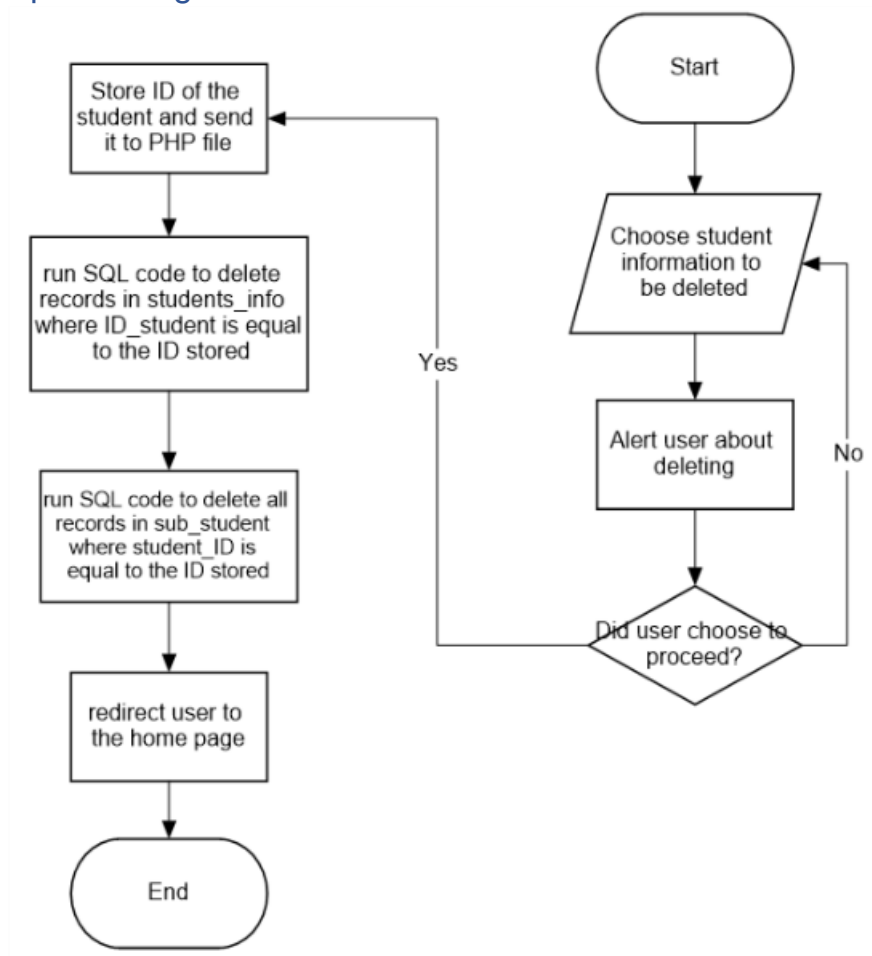 Start
Choose student
information to
be deleted
Alert user about
deleting
Did user choose to
proceed?
No
Yes
Store ID of the
student and send
it to PHP file
run SQL code to delete
records in students_info
where ID_student is equal
to the ID stored
run SQL code to delete all
records in sub_student
where student_ID is
equal to the ID stored
redirect user to
the home page
End